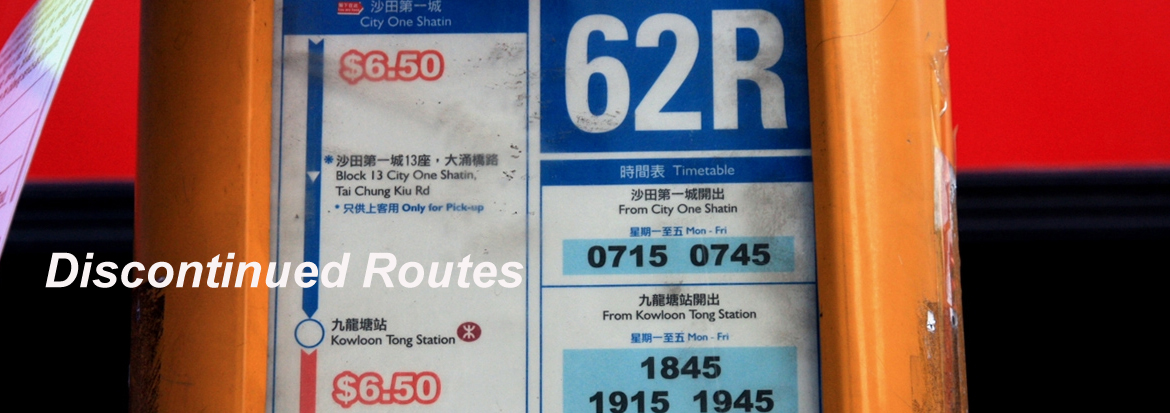 沙田第一城
City One Shatin
$6.50
* 沙田第一城13座，大涌橋路
Block 13 City One Shatin,
Tai Chung Kiu Rd
* 只供上客用 Only for Pick-up
九龍塘站
Kowloon Tong Station
$6.50
62R
時間表 Timetable
沙田第一城開出
From City One Shatin
星期一至五 Mon - Fri
0715 0745
九龍塘站開出
From Kowloon Tong Station
星期一至五 Mon - Fri
1845
1915 1945
Discontinued Routes